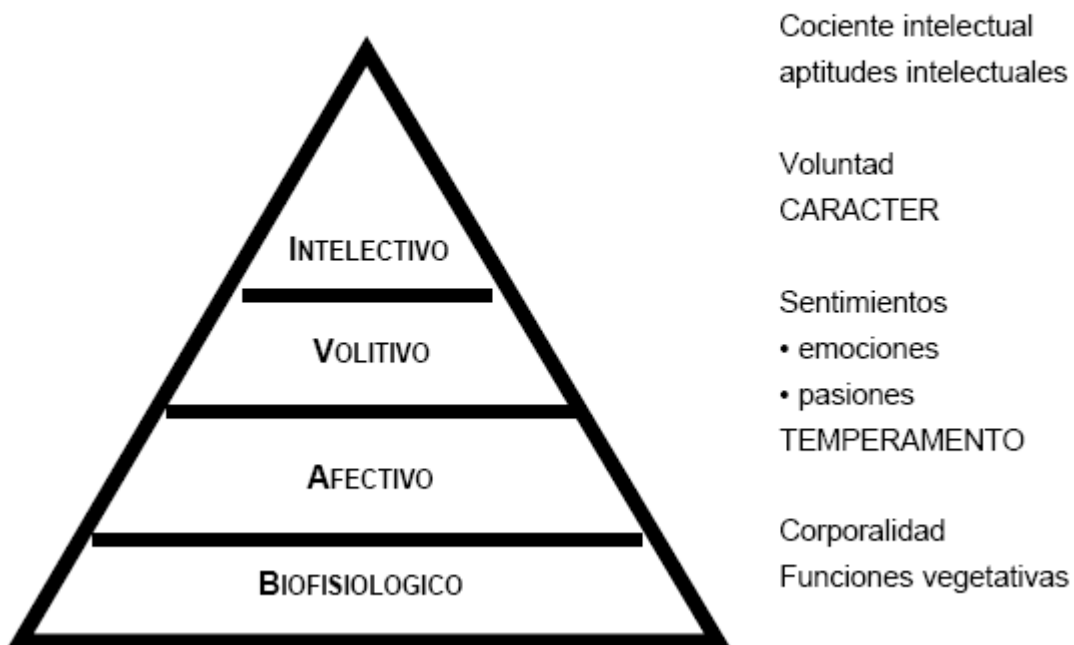 Cociente intelectual
aptitudes intelectuales
INTELECTIVO
Voluntad
CARACTER
VOLITIVO
Sentimientos
• emociones
• pasiones
TEMPERAMENTO
AFECTIVO
Corporalidad
Funciones vegetativas
BIOFISIOLOGICO